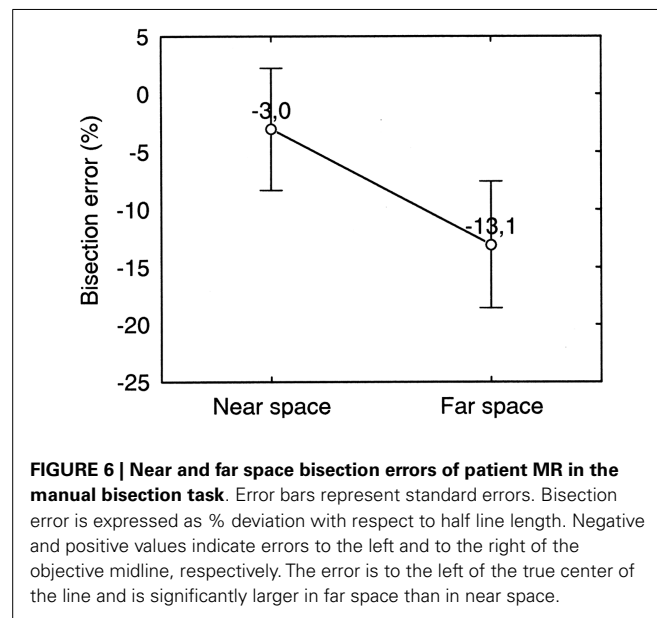 5
0
-5
-10
-15
-20
-25
Bisection error (%)
-3,0
-13,1
Near space
Far space
FIGURE 6 | Near and far space bisection errors of patient MR in the
manual bisection task. Error bars represent standard errors. Bisection
error is expressed as % deviation with respect to half line length. Negative
and positive values indicate errors to the left and to the right of the
objective midline, respectively. The error is to the left of the true center of
the line and is significantly larger in far space than in near space.